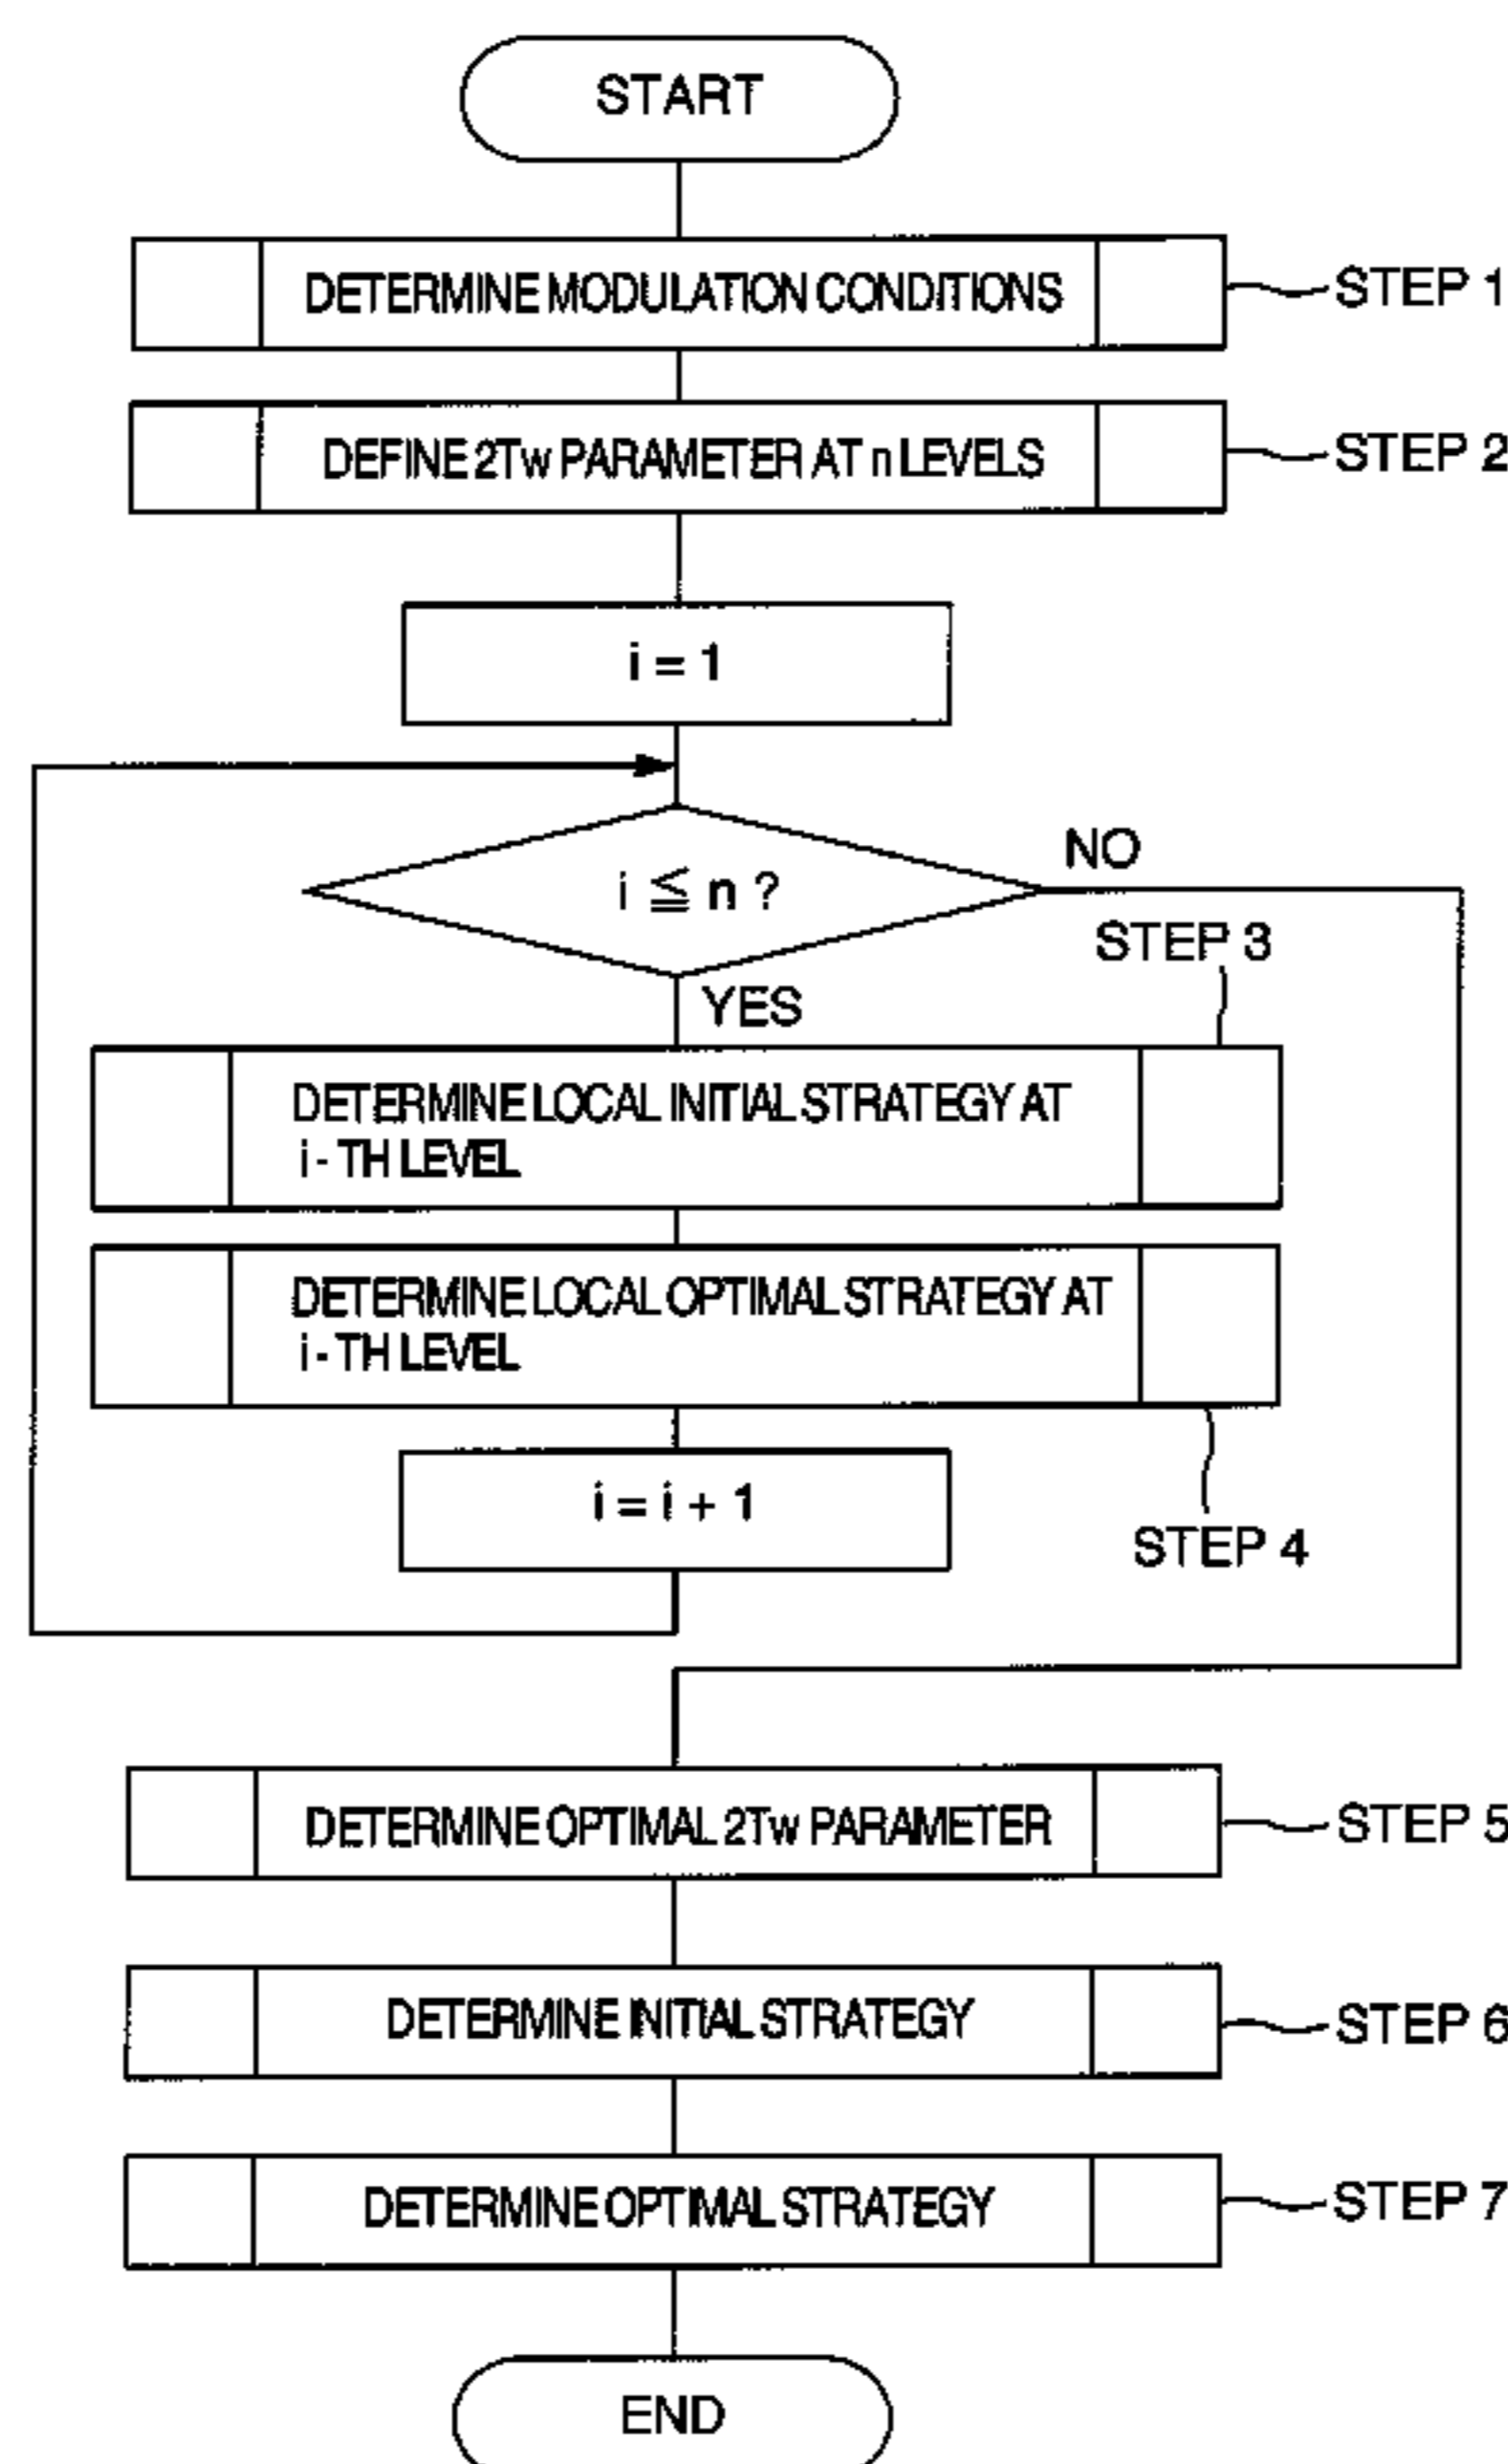 START
DETERMINE MODULATION CONDITIONS
STEP 1
DEFINE 2Tw PARAMETER AT n LEVELS
STEP 2
i = 1
i ≦ n ?
NO
STEP 3
YES
DETERMINE LOCAL INITIAL STRATEGY AT
i - TH LEVEL
DETERMINE LOCAL OPTIMAL STRATEGY AT
i - TH LEVEL
i = i + 1
STEP 4
DETERMINE OPTIMAL 2Tw PARAMETER
STEP 5
DETERMINE INITIAL STRATEGY
STEP 6
DETERMINE OPTIMAL STRATEGY
STEP 7
END